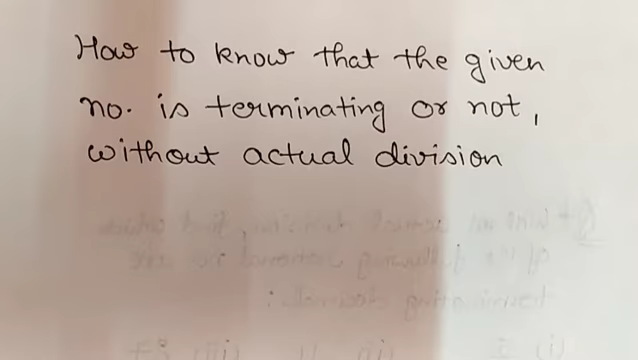 How to know that the given
no. is terminating or not,
without actual division